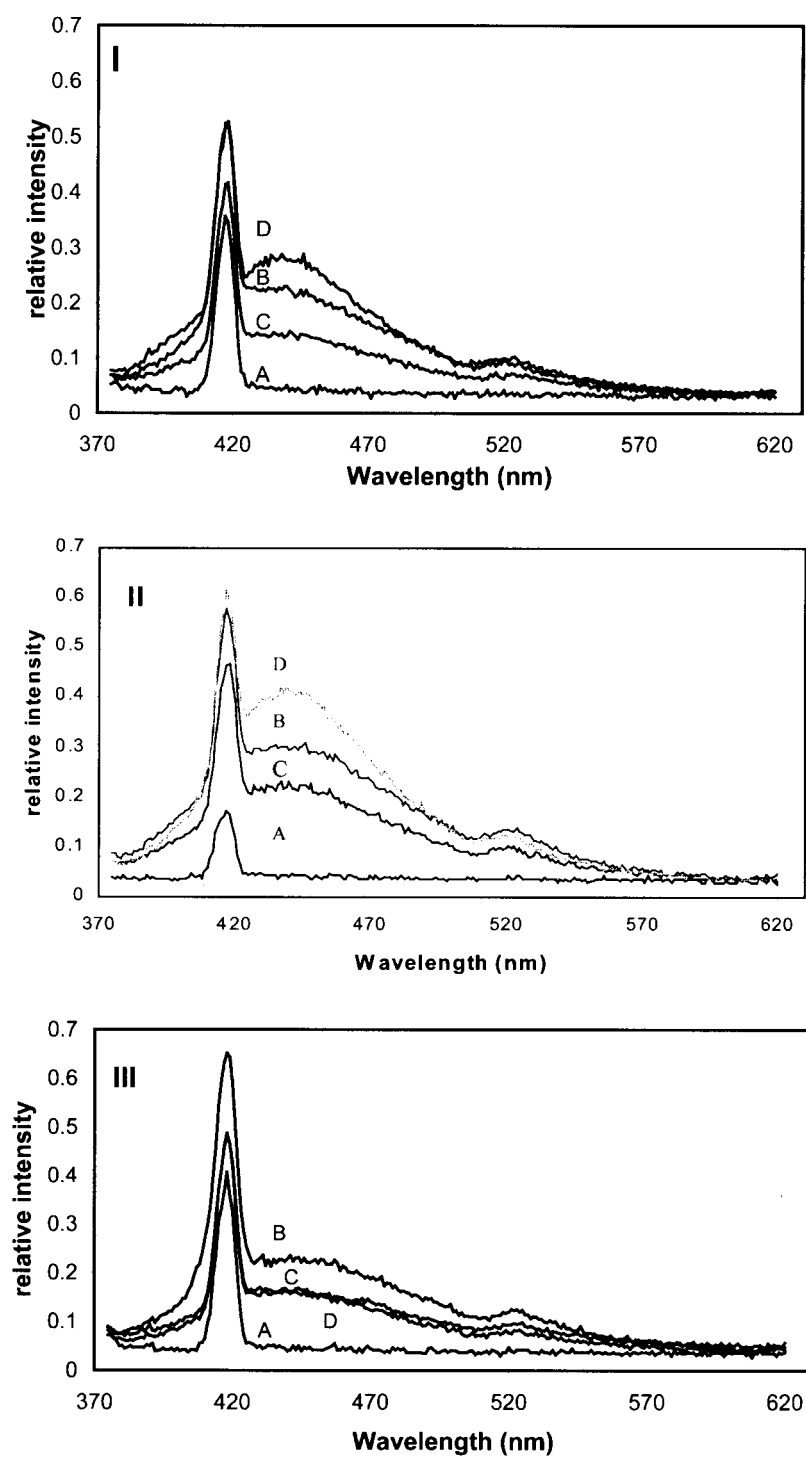 0.7
I
0.6
0.5
0.4
0.3
0.2
0.1
0
relative intensity
D
B
C
A
370 420 470 520 570 620
Wavelength (nm)
0.7
II
0.6
0.5
0.4
0.3
0.2
0.1
0
relative intensity
D
B
C
A
370 420 470 520 570 620
Wavelength (nm)
0.7
III
0.6
0.5
0.4
0.3
0.2
0.1
0
relative intensity
B
C
D
A
370 420 470 520 570 620
Wavelength (nm)